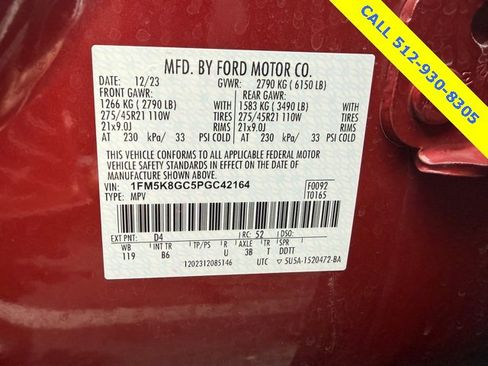 CALL 512-930-8305
MFD. BY FORD MOTOR CO.
DATE: 12/23 GVWR: 2790 KG ( 6150 LB)
FRONT GAWR: REAR GAWR:
1266 KG ( 2790 LB) 1583 KG ( 3490 LB)
275/45R21 110W TIRES 275/45R21 110W TIRES
21x9.0J RIMS 21x9.0J RIMS
AT 230 kPa/ 33 PSI COLD AT 230 kPa/ 33 PSI COLD
THIS VEHICLE CONFORMS TO ALL APPLICABLE FEDERAL MOTOR
VEHICLE SAFETY STANDARDS IN EFFECT ON THE DATE OF
MANUFACTURE SHOWN ABOVE.
VIN: 1FM5K8GC5PGC42164 F0092
TYPE: MPV T0165
EXT PNT: D4 RC: 52 DSO:
WB INT TR TP/PS R AXLE TR SPR
119 B6 U 3B T DDTT
1202312085146 UTC 5U5A-1520472-BA